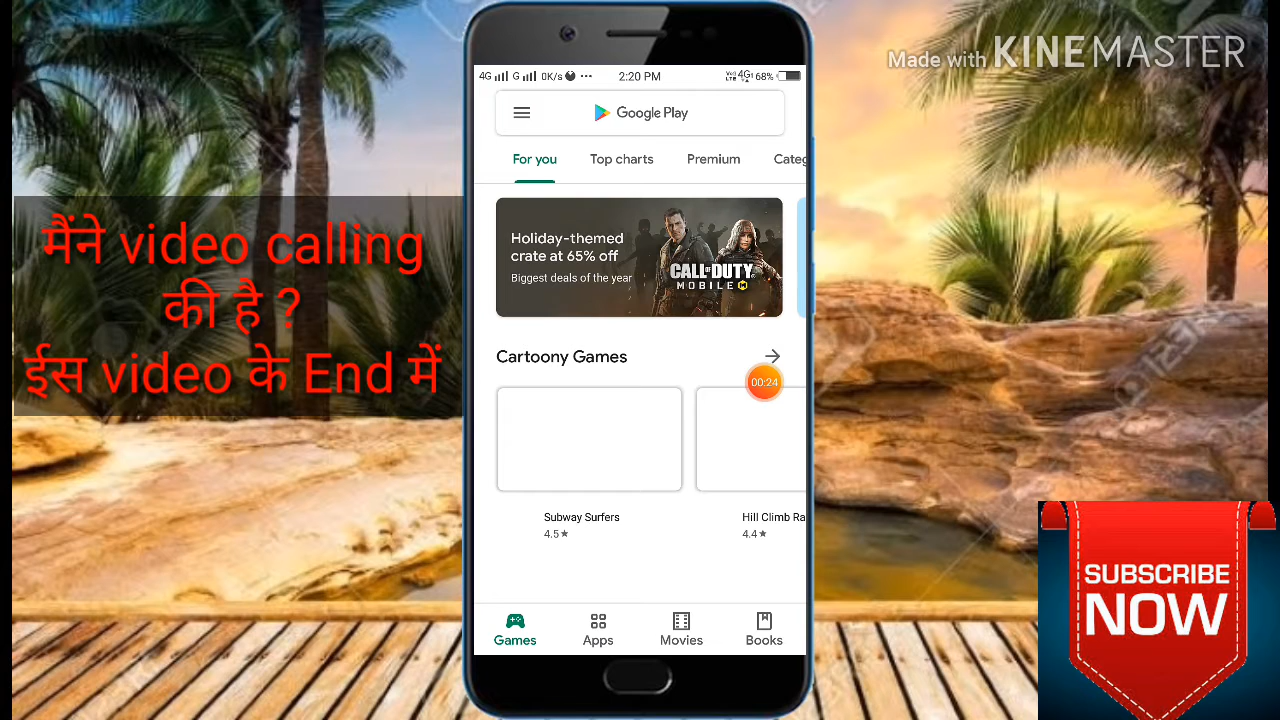 Made with KINEMASTER
4G G 0K/s ... 2:20 PM 4G 68%
Google Play
For you Top charts Premium Categ
Holiday-themed
crate at 65% off
Biggest deals of the year
CALL OF DUTY
MOBILE
Cartoony Games
00:24
Subway Surfers
4.5★
Hill Climb Ra
4.4★
Games Apps Movies Books
मैंने video calling
की है ?
ईस video के End में
SUBSCRIBE
NOW